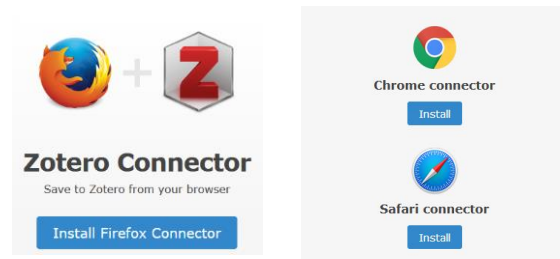 Z
Zotero Connector
Save to Zotero from your browser
Install Firefox Connector
Chrome connector
Install
Safari connector
Install